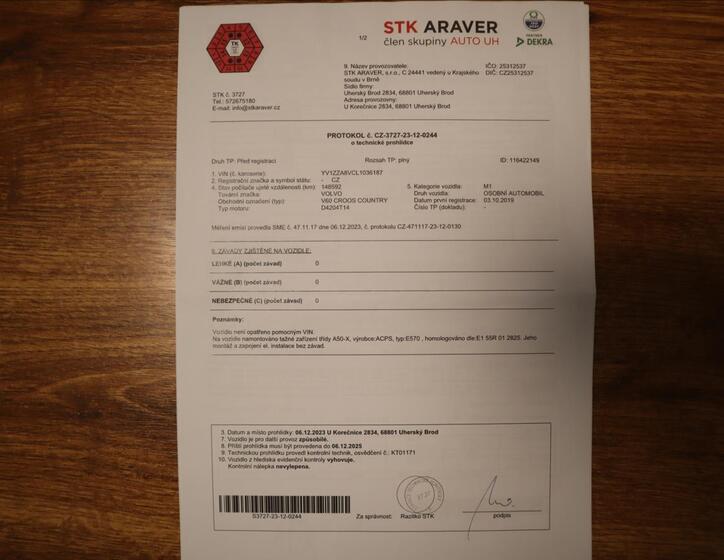 TK
1/2
STK ARAVER
člen skupiny AUTO UH
PARTNER
DEKRA
9. Název provozovatele:
STK ARAVER, s.r.o., C 24441 vedený u Krajského
soudu v Brně
Sídlo firmy:
Uherský Brod 2834, 68801 Uherský Brod
Adresa provozovny:
U Korečnice 2834, 68801 Uherský Brod
IČO: 25312537
DIČ: CZ25312537
STK č. 3727
Tel.: 572675180
E-mail: info@stkaraver.cz
PROTOKOL č. CZ-3727-23-12-0244
o technické prohlídce
Druh TP: Před registrací Rozsah TP: plný ID: 116422149
1. VIN (č. karoserie): YV1ZZA8VCL1036187
2. Registrační značka a symbol státu: - CZ
4. Stav počítače ujeté vzdálenosti (km): 148592 5. Kategorie vozidla: M1
Tovární značka: VOLVO Druh vozidla: OSOBNÍ AUTOMOBIL
Obchodní označení (typ): V60 CROOS COUNTRY Datum první registrace: 03.10.2019
Typ motoru: D4204T14 Číslo TP (dokladu): -
Měření emisí provedla SME č. 47.11.17 dne 06.12.2023, č. protokolu CZ-471117-23-12-0130
6. ZÁVADY ZJIŠTĚNÉ NA VOZIDLE:
LEHKÉ (A) (počet závad) 0
VÁŽNÉ (B) (počet závad) 0
NEBEZPEČNÉ (C) (počet závad) 0
Poznámky:
Vozidlo není opatřeno pomocným VIN.
Na vozidle namontováno tažné zařízení třídy A50-X, výrobce:ACPS, typ:E570 , homologováno dle:E1 55R 01 2825. Jeho
montáž a zapojení el. instalace bez závad.
3. Datum a místo prohlídky: 06.12.2023 U Korečnice 2834, 68801 Uherský Brod
7. Vozidlo je pro další provoz způsobilé.
8. Příští prohlídka musí být provedena do 06.12.2025
9. Technickou prohlídku provedl kontrolní technik, osvědčení č.: KT01171
10. Vozidlo z hlediska evidenční kontroly vyhovuje.
Kontrolní nálepka nevylepena.
S3727-23-12-0244
Za správnost:
Razítko STK
podpis
37.27